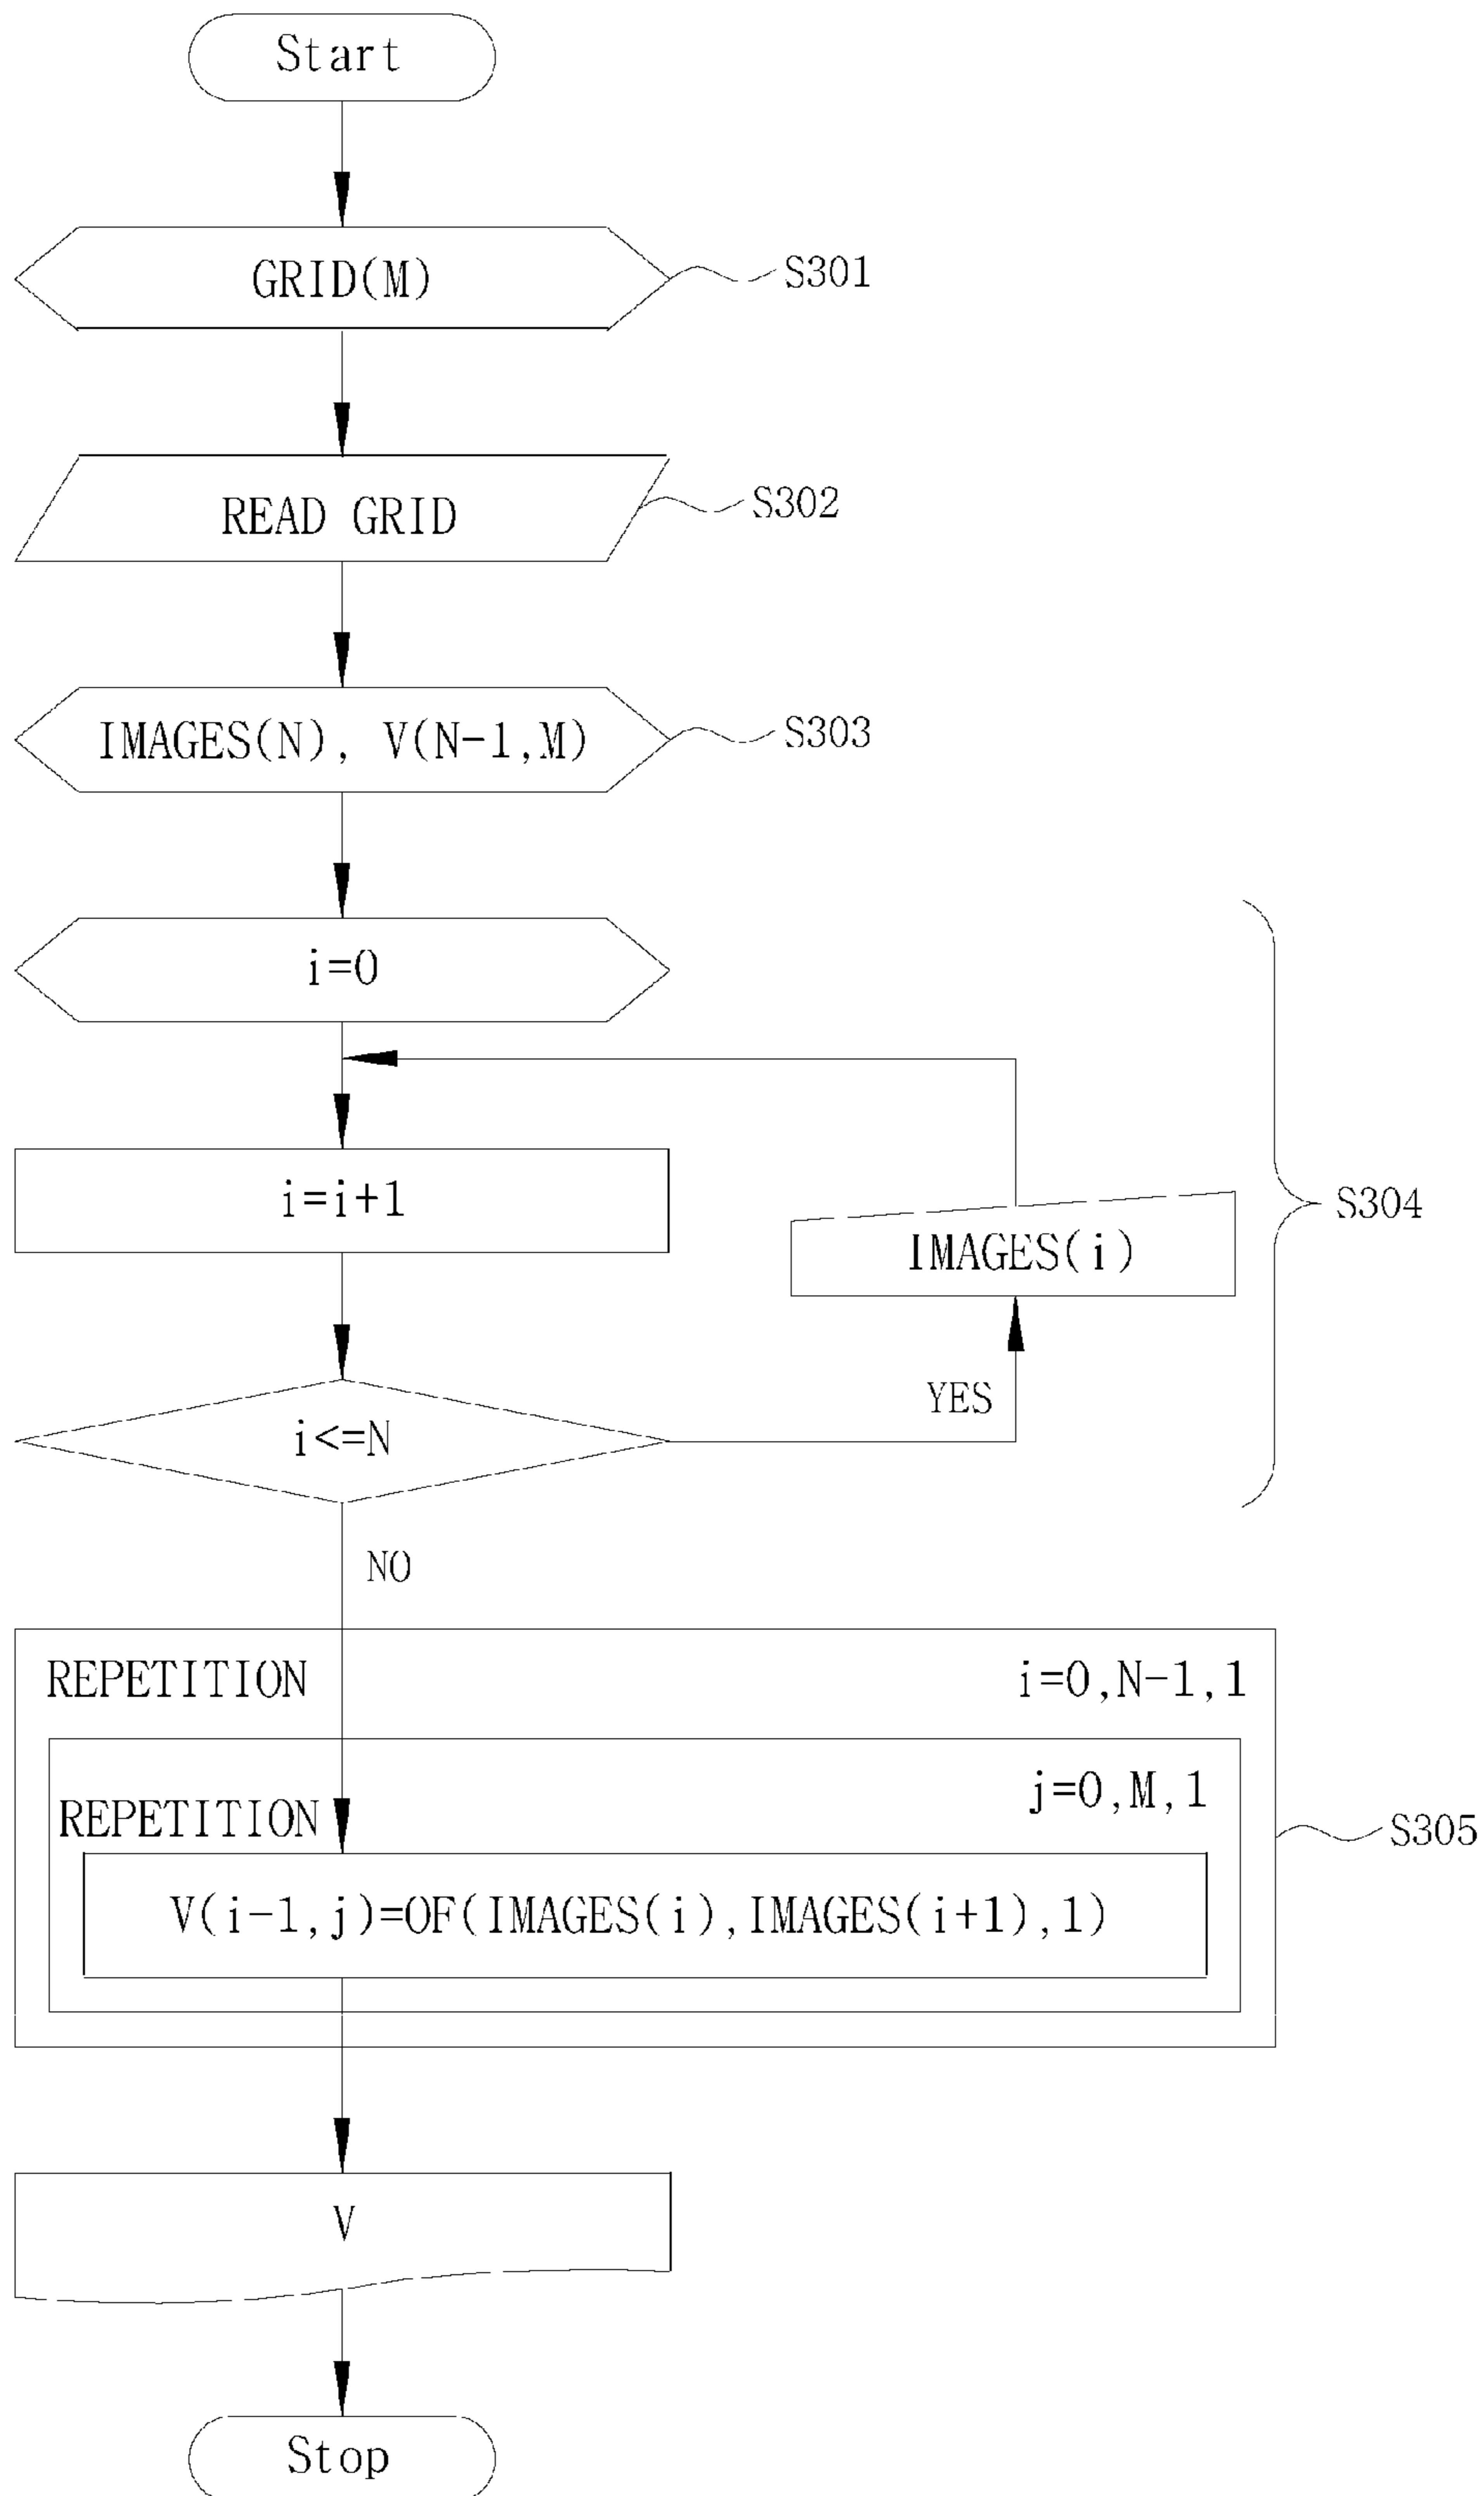 Start
GRID(M)
S301
READ GRID
S302
IMAGES(N), V(N-1,M)
S303
i=0
i=i+1
IMAGES(i)
S304
YES
i<=N
NO
REPETITION
i=0,N-1,1
j=0,M,1
REPETITION
S305
V(i-1,j)=OF(IMAGES(i),IMAGES(i+1),1)
V
Stop